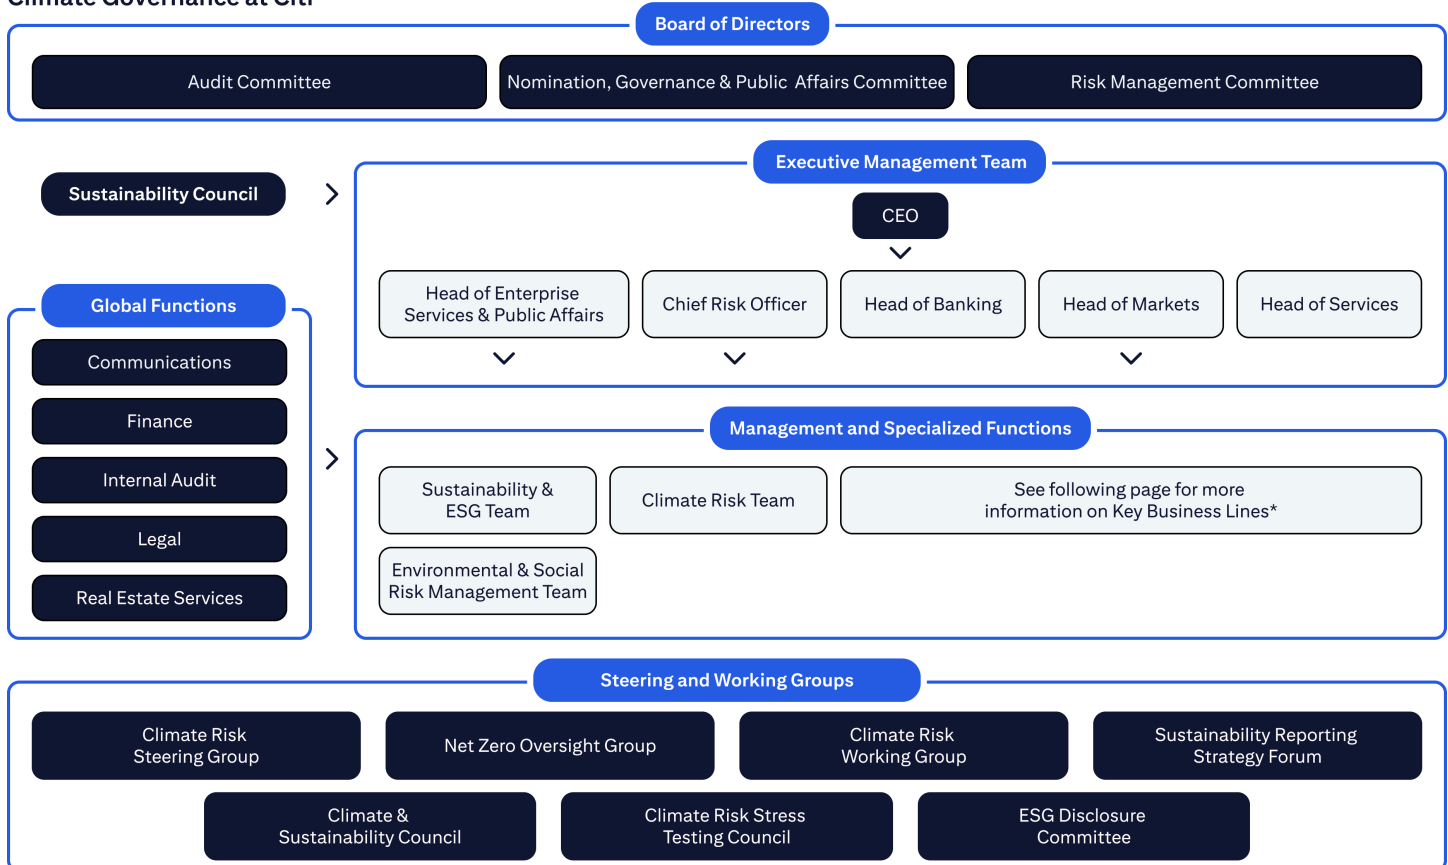 Climate Governance at Citi
Board of Directors
Audit Committee
Nomination, Governance & Public Affairs Committee
Risk Management Committee
Sustainability Council
Executive Management Team
CEO
Head of Enterprise
Services & Public Affairs
Chief Risk Officer
Head of Banking
Head of Markets
Head of Services
Global Functions
Communications
Finance
Internal Audit
Legal
Real Estate Services
Management and Specialized Functions
Sustainability &
ESG Team
Climate Risk Team
See following page for more
information on Key Business Lines*
Environmental & Social
Risk Management Team
Steering and Working Groups
Climate Risk
Steering Group
Net Zero Oversight Group
Climate Risk
Working Group
Sustainability Reporting
Strategy Forum
Climate &
Sustainability Council
Climate Risk Stress
Testing Council
ESG Disclosure
Committee